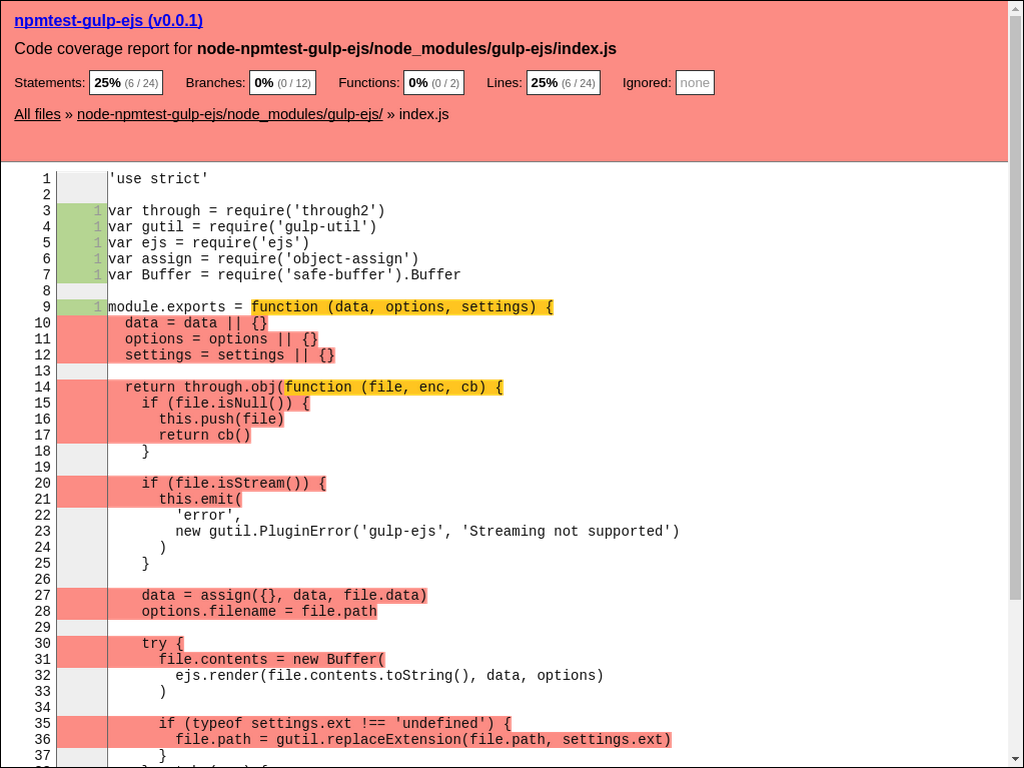 npmtest-gulp-ejs (v0.0.1)
Code coverage report for node-npmtest-gulp-ejs/node_modules/gulp-ejs/index.js
Statements: 25% (6 / 24) Branches: 0% (0 / 12) Functions: 0% (0 / 2) Lines: 25% (6 / 24) Ignored: none
All files » node-npmtest-gulp-ejs/node_modules/gulp-ejs/ » index.js
1 'use strict'
2
3 1 var through = require('through2')
4 1 var gutil = require('gulp-util')
5 1 var ejs = require('ejs')
6 1 var assign = require('object-assign')
7 1 var Buffer = require('safe-buffer').Buffer
8
9 1 module.exports = function (data, options, settings) {
10 data = data || {}
11 options = options || {}
12 settings = settings || {}
13
14 return through.obj(function (file, enc, cb) {
15 if (file.isNull()) {
16 this.push(file)
17 return cb()
18 }
19
20 if (file.isStream()) {
21 this.emit(
22 'error',
23 new gutil.PluginError('gulp-ejs', 'Streaming not supported')
24 )
25 }
26
27 data = assign({}, data, file.data)
28 options.filename = file.path
29
30 try {
31 file.contents = new Buffer(
32 ejs.render(file.contents.toString(), data, options)
33 )
34
35 if (typeof settings.ext !== 'undefined') {
36 file.path = gutil.replaceExtension(file.path, settings.ext)
37 }